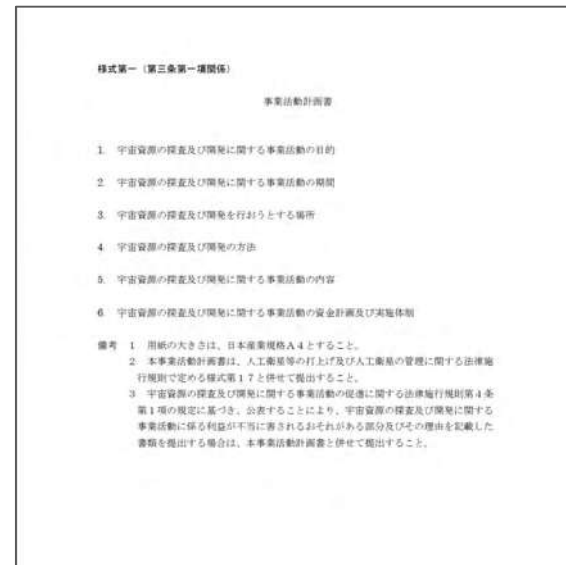 様式第一（第三条第一項関係）
事業活動計画書
1. 宇宙資源の探査及び開発に関する事業活動の目的
2. 宇宙資源の探査及び開発に関する事業活動の期間
3. 宇宙資源の探査及び開発を行おうとする場所
4. 宇宙資源の探査及び開発の方法
5. 宇宙資源の探査及び開発に関する事業活動の内容
6. 宇宙資源の探査及び開発に関する事業活動の資金計画及び実施体制
備考 1 用紙の大きさは、日本産業規格A4とすること。
2 本事業活動計画書は、人工衛星等の打上げ及び人工衛星の管理に関する法律施
行規則で定める様式第17と併せて提出すること。
3 宇宙資源の探査及び開発に関する事業活動の促進に関する法律施行規則第4条
第1項の規定に基づき、公表することにより、宇宙資源の探査及び開発に関する
事業活動に係る利益が不当に害されるおそれがある部分及びその理由を記載した
書類を提出する場合は、本事業活動計画書と併せて提出すること。